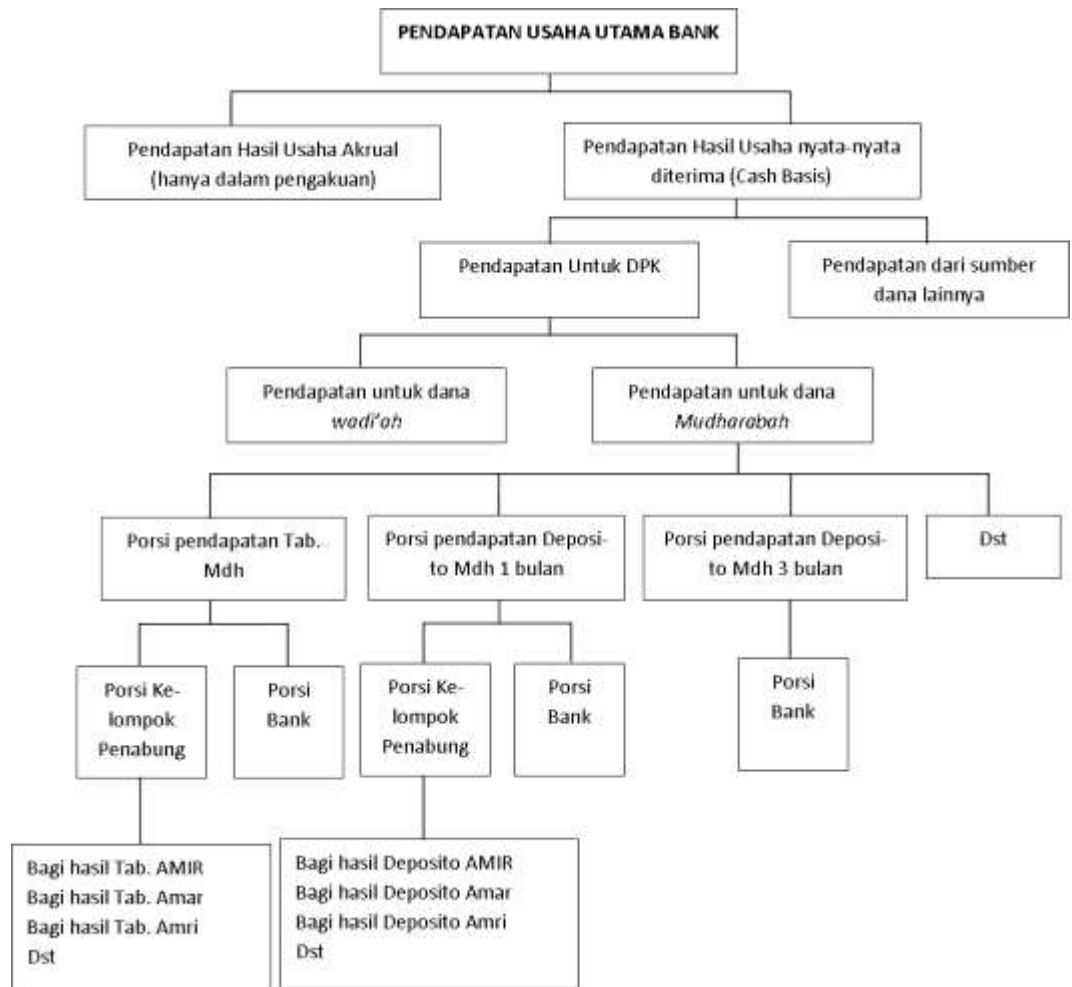 PENDAPATAN USAHA UTAMA BANK
Pendapatan Hasil Usaha Akrual
(hanya dalam pengakuan)
Pendapatan Hasil Usaha nyata-nyata
diterima (Cash Basis)
Pendapatan Untuk DPK
Pendapatan dari sumber
dana lainnya
Pendapatan untuk dana
wadi'ah
Pendapatan untuk dana
Mudharabah
Porsi pendapatan Tab.
Mdh
Porsi pendapatan Deposi-
to Mdh 1 bulan
Porsi pendapatan Deposi-
to Mdh 3 bulan
Dst
Porsi Ke-
lompok
Penabung
Porsi
Bank
Porsi Ke-
lompok
Penabung
Porsi
Bank
Porsi
Bank
Bagi hasil Tab. AMIR
Bagi hasil Tab. Amar
Bagi hasil Tab. Amri
Dst
Bagi hasil Deposito AMIR
Bagi hasil Deposito Amar
Bagi hasil Deposito Amri
Dst